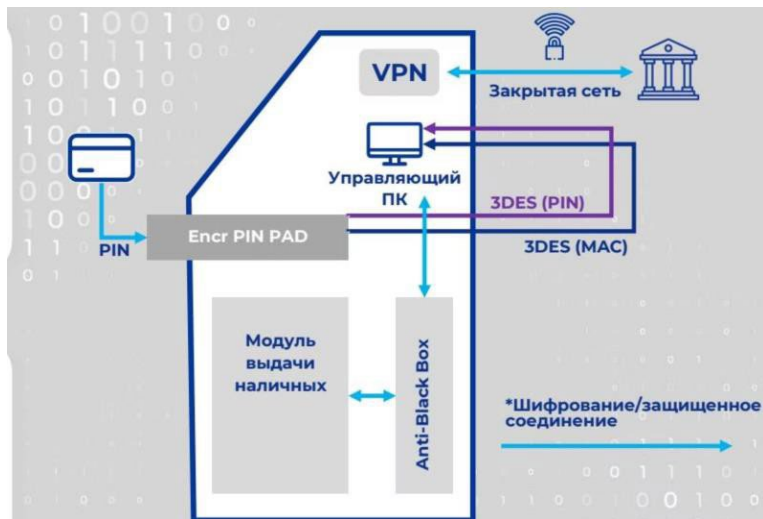 VPN
Закрытая сеть
Управляющий
ПК
3DES (PIN)
Encr PIN PAD
PIN
3DES (MAC)
Модуль
выдачи
наличных
Anti-Black Box
*Шифрование/защищенное
соединение